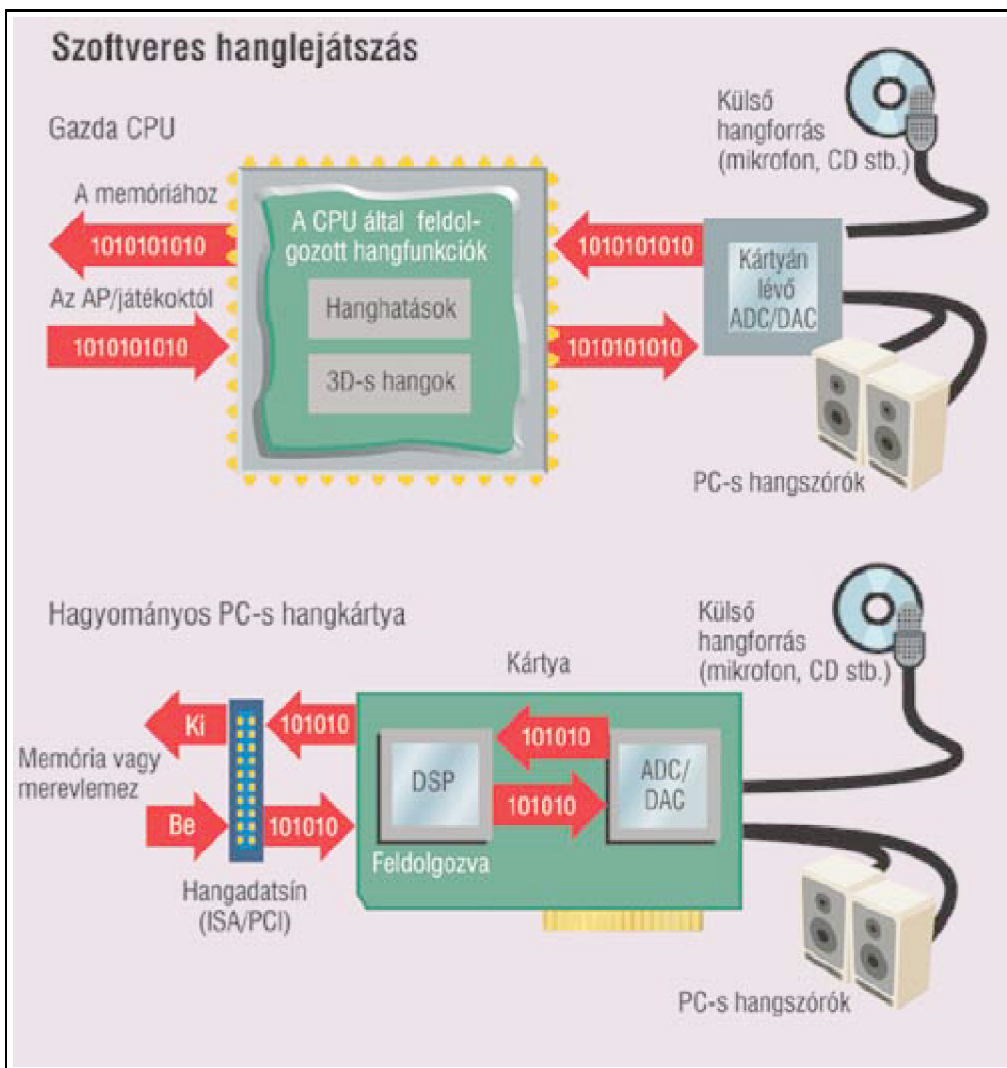 Szoftveres hanglejátszás
Gazda CPU
A memóriához
1010101010
Az AP/játékoktól
1010101010
A CPU által feldol-
gozott hangfunkciók
Hanghatások
3D-s hangok
1010101010
1010101010
Kártyán
lévő
ADC/DAC
Külső
hangforrás
(mikrofon, CD stb.)
PC-s hangszórók
Hagyományos PC-s hangkártya
Kártya
Ki
101010
Memória vagy
merevlemez
Be
101010
Hangadatsín
(ISA/PCI)
DSP
Feldolgozva
101010
101010
ADC/
DAC
Külső
hangforrás
(mikrofon, CD stb.)
PC-s hangszórók